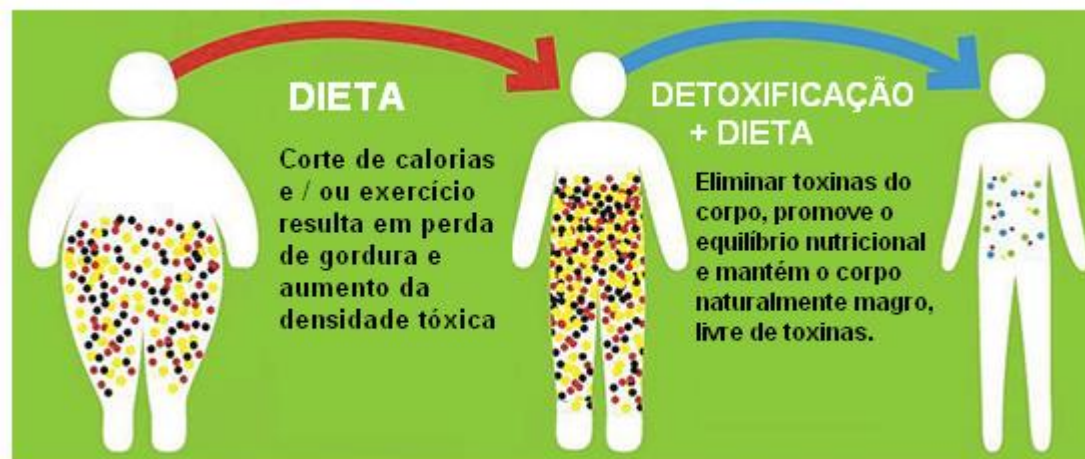 DIETA
Corte de calorias
e / ou exercício
resulta em perda
de gordura e
aumento da
densidade tóxica
DETOXIFICAÇÃO
+ DIETA
Eliminar toxinas do
corpo, promove o
equilíbrio nutricional
e mantém o corpo
naturalmente magro,
livre de toxinas.